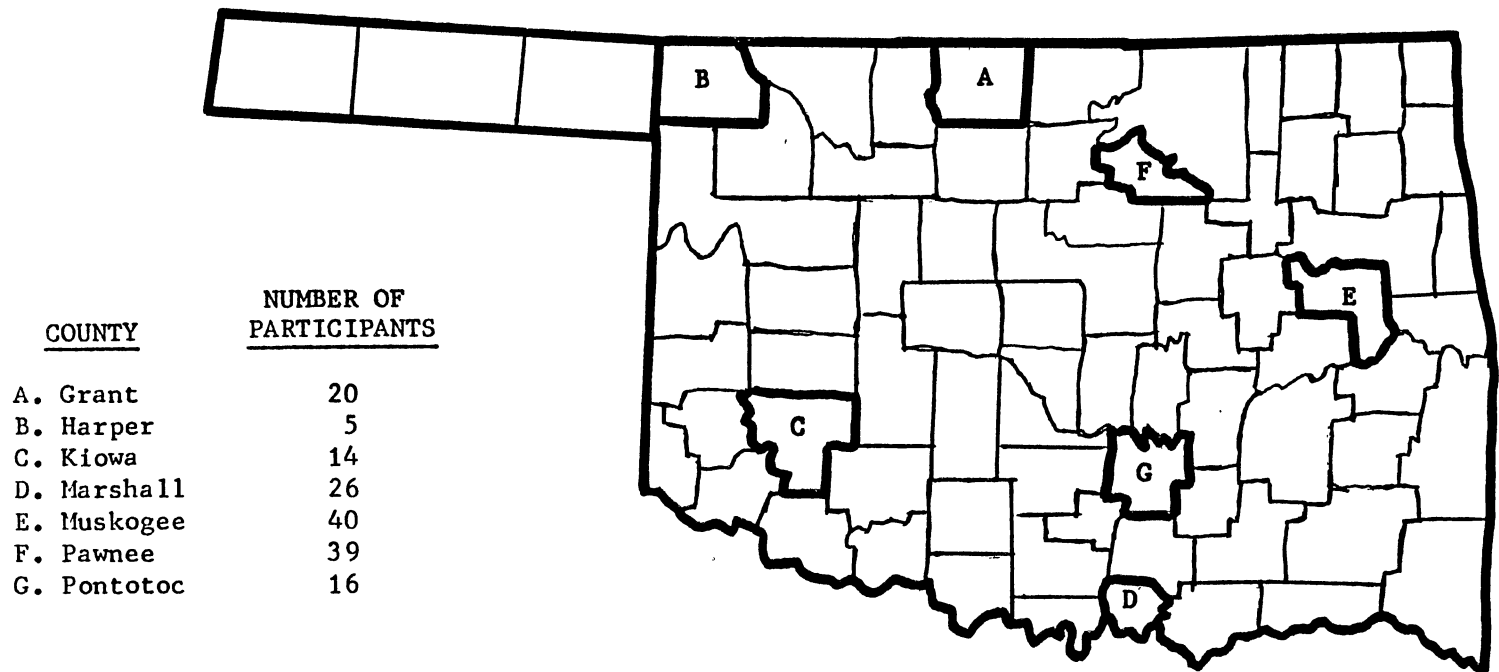 B
A
F
E
C
G
D
NUMBER OF
COUNTY PARTICIPANTS
A. Grant 20
B. Harper 5
C. Kiowa 14
D. Marshall 26
E. Muskogee 40
F. Pawnee 39
G. Pontotoc 16